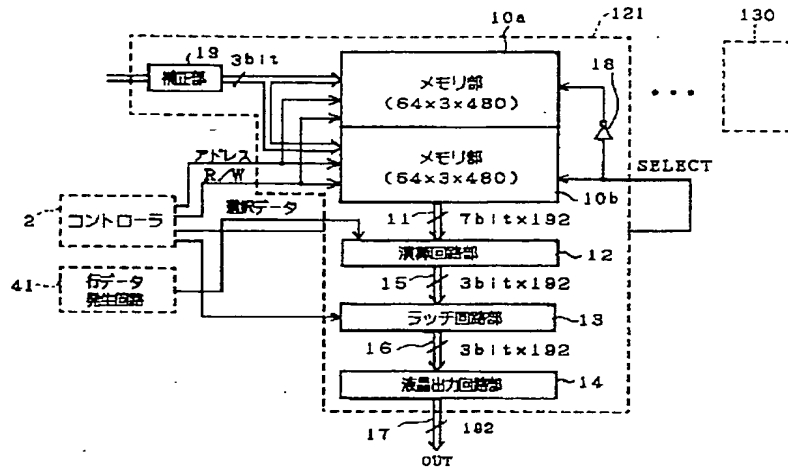 10a
121
130
19
3bit
補正部
メモリ部
(64×3×480)
18
アドレス
R/W
メモリ部
(64×3×480)
SELECT
10b
2
コントローラ
選択データ
11
7bit×192
演算回路部
12
41
行データ
発生回路
15
3bit×192
ラッチ回路部
13
16
3bit×192
液晶出力回路部
14
17
192
OUT